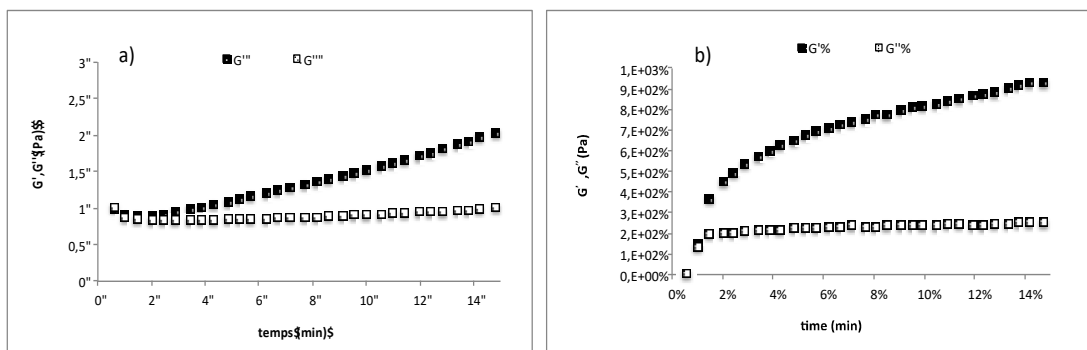 a)
G'" G''"
3"
2,5"
2"
1,5"
1"
0,5"
0"
G',G''$(Pa)$$
0" 2" 4" 6" 8" 10" 12" 14"
temps$(min)$
b)
G'% G''%
1,E+03%
9,E+02%
8,E+02%
7,E+02%
6,E+02%
5,E+02%
4,E+02%
3,E+02%
2,E+02%
1,E+02%
0,E+00%
G´ ,G´´ (Pa)
0% 2% 4% 6% 8% 10% 12% 14%
time (min)